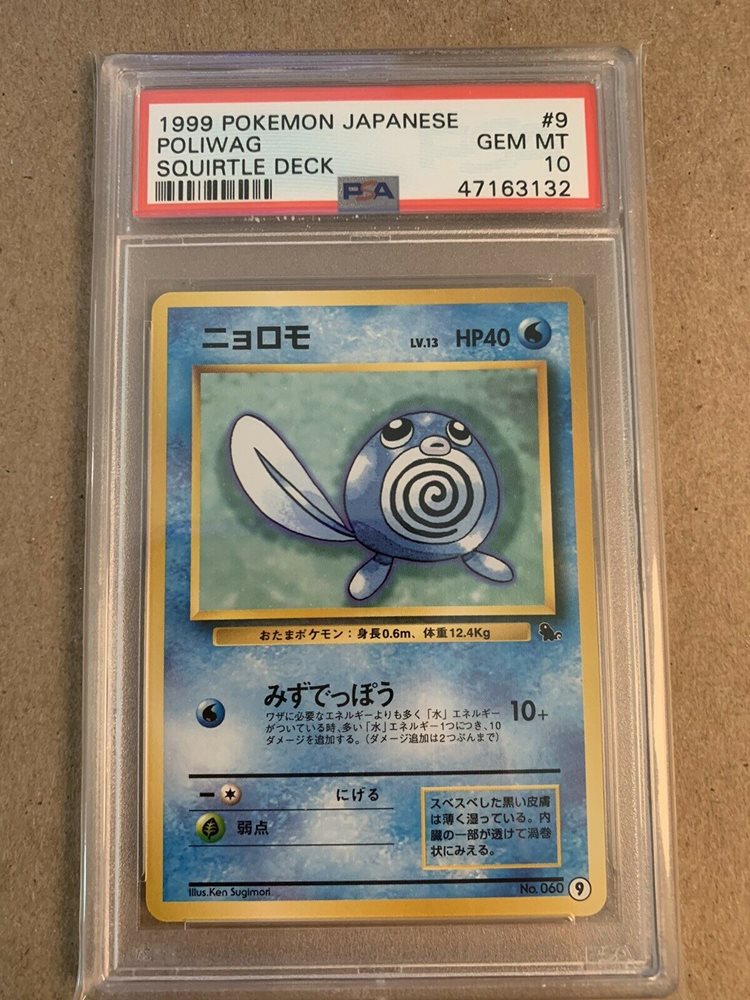 1999 POKEMON JAPANESE #9
POLIWAG GEM MT
SQUIRTLE DECK 10
PSA 47163132
ニョロモ LV.13 HP40
おたまポケモン：身長0.6m、体重12.4Kg
みずでっぽう 10+
ワザに必要なエネルギーよりも多く「水」エネルギー
がついている時、多い「水」エネルギー1つにつき、10
ダメージを追加する。（ダメージ追加は2つぶんまで）
にげる
弱点
スベスベした黒い皮膚
は薄く湿っている。内
臓の一部が透けて渦巻
状にみえる。
Illus.Ken Sugimori No.060 9